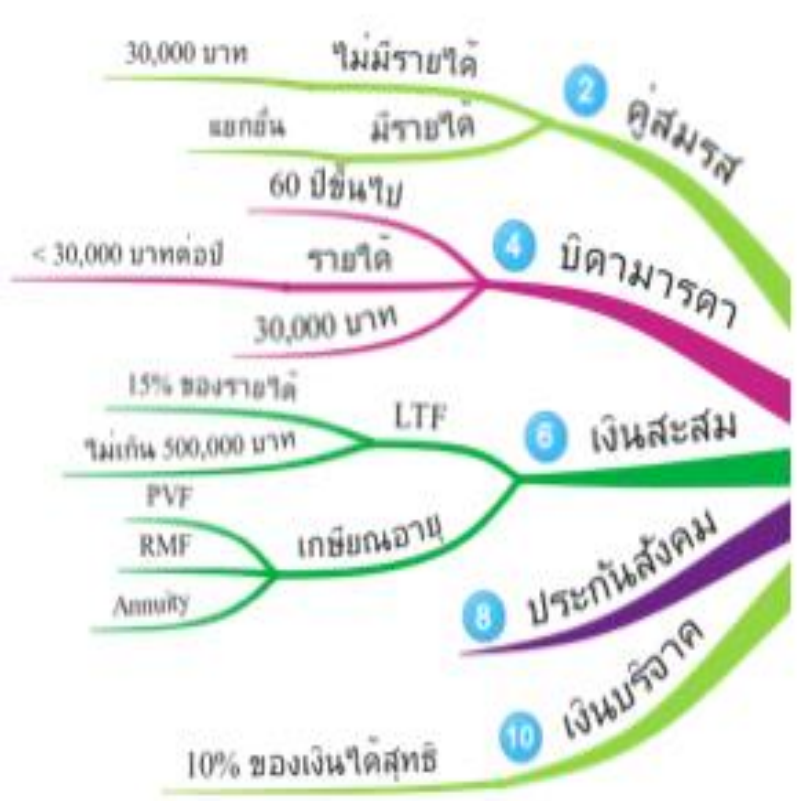 2 คู่สมรส
ไม่มีรายได้
30,000 บาท
มีรายได้
แยกยื่น
4 บิดามารดา
60 ปีขึ้นไป
รายได้
< 30,000 บาทต่อปี
30,000 บาท
6 เงินสะสม
LTF
15% ของรายได้
ไม่เกิน 500,000 บาท
เกษียณอายุ
PVF
RMF
Annuity
8 ประกันสังคม
10 เงินบริจาค
10% ของเงินได้สุทธิ